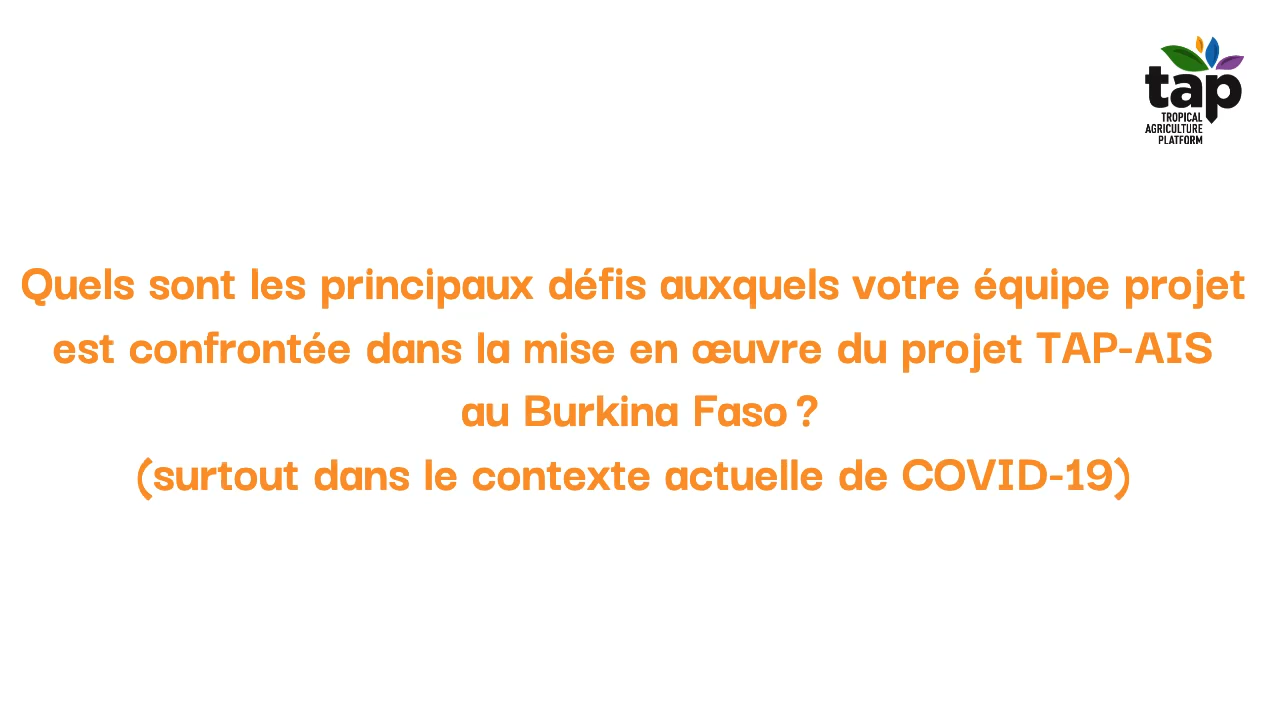 tap
TROPICAL
AGRICULTURE
PLATFORM
Quels sont les principaux défis auxquels votre équipe projet
est confrontée dans la mise en œuvre du projet TAP-AIS
au Burkina Faso ?
(surtout dans le contexte actuelle de COVID-19)